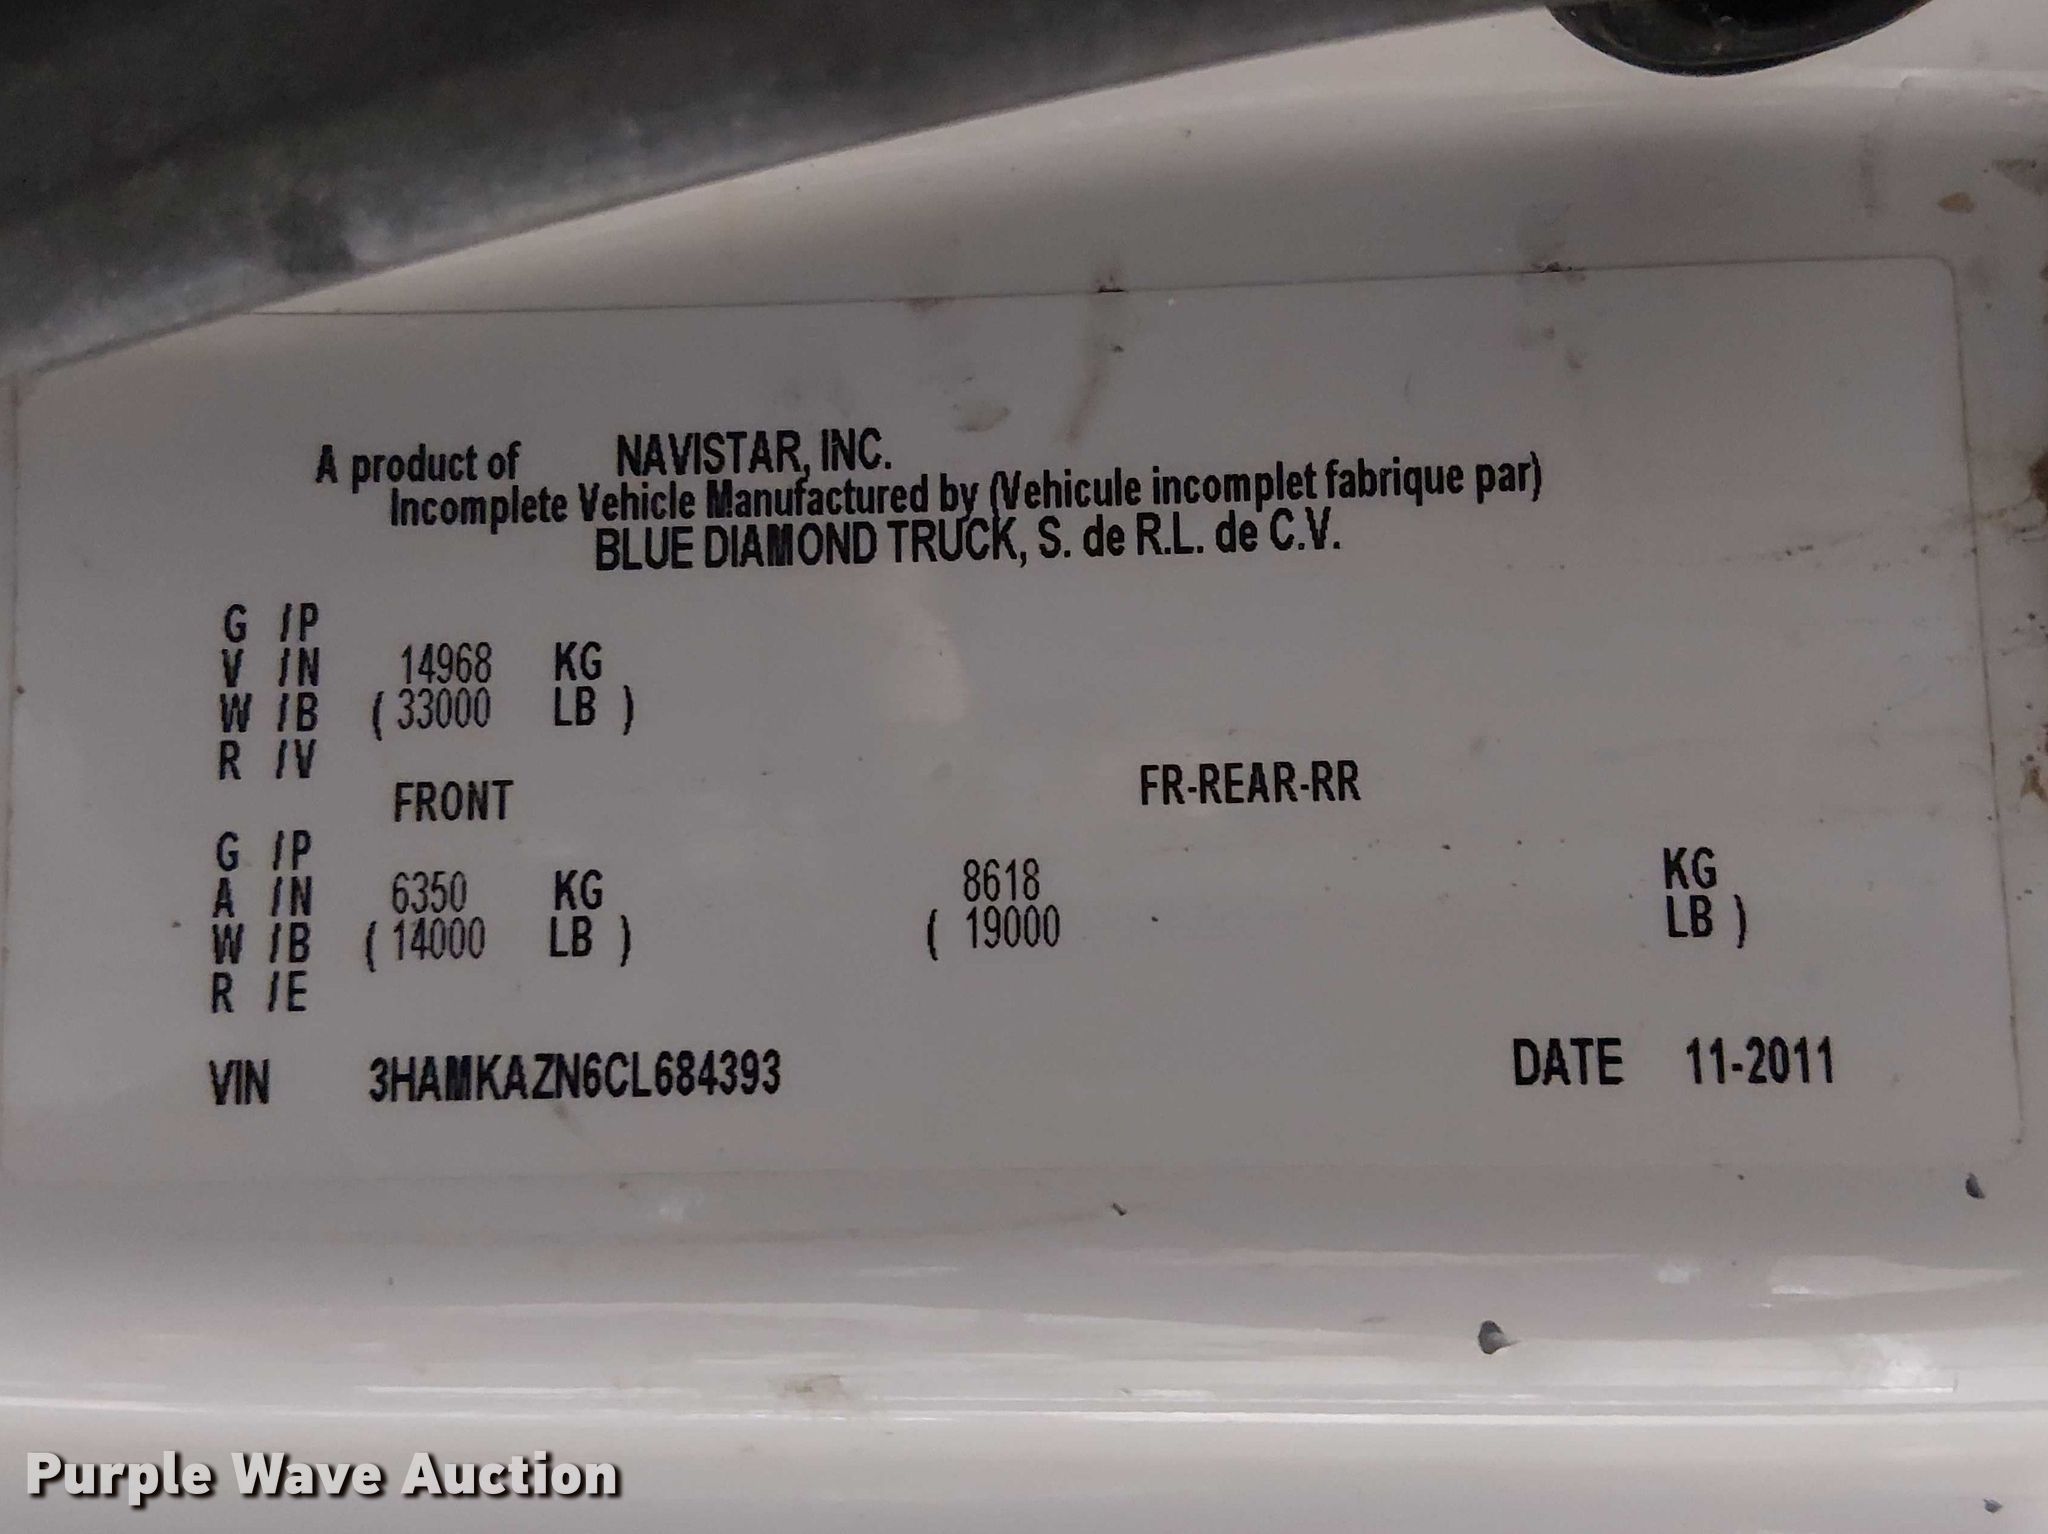 A product of NAVISTAR, INC.
Incomplete Vehicle Manufactured by (Vehicule incomplet fabrique par)
BLUE DIAMOND TRUCK, S. de R.L. de C.V.
G /P
V /N 14968 KG
W /B ( 33000 LB )
R /V
FRONT FR-REAR-RR
G /P
A /N 6350 KG 8618 KG
W /B ( 14000 LB ) ( 19000 LB )
R /E
VIN 3HAMKAZN6CL684393 DATE 11-2011
Purple Wave Auction